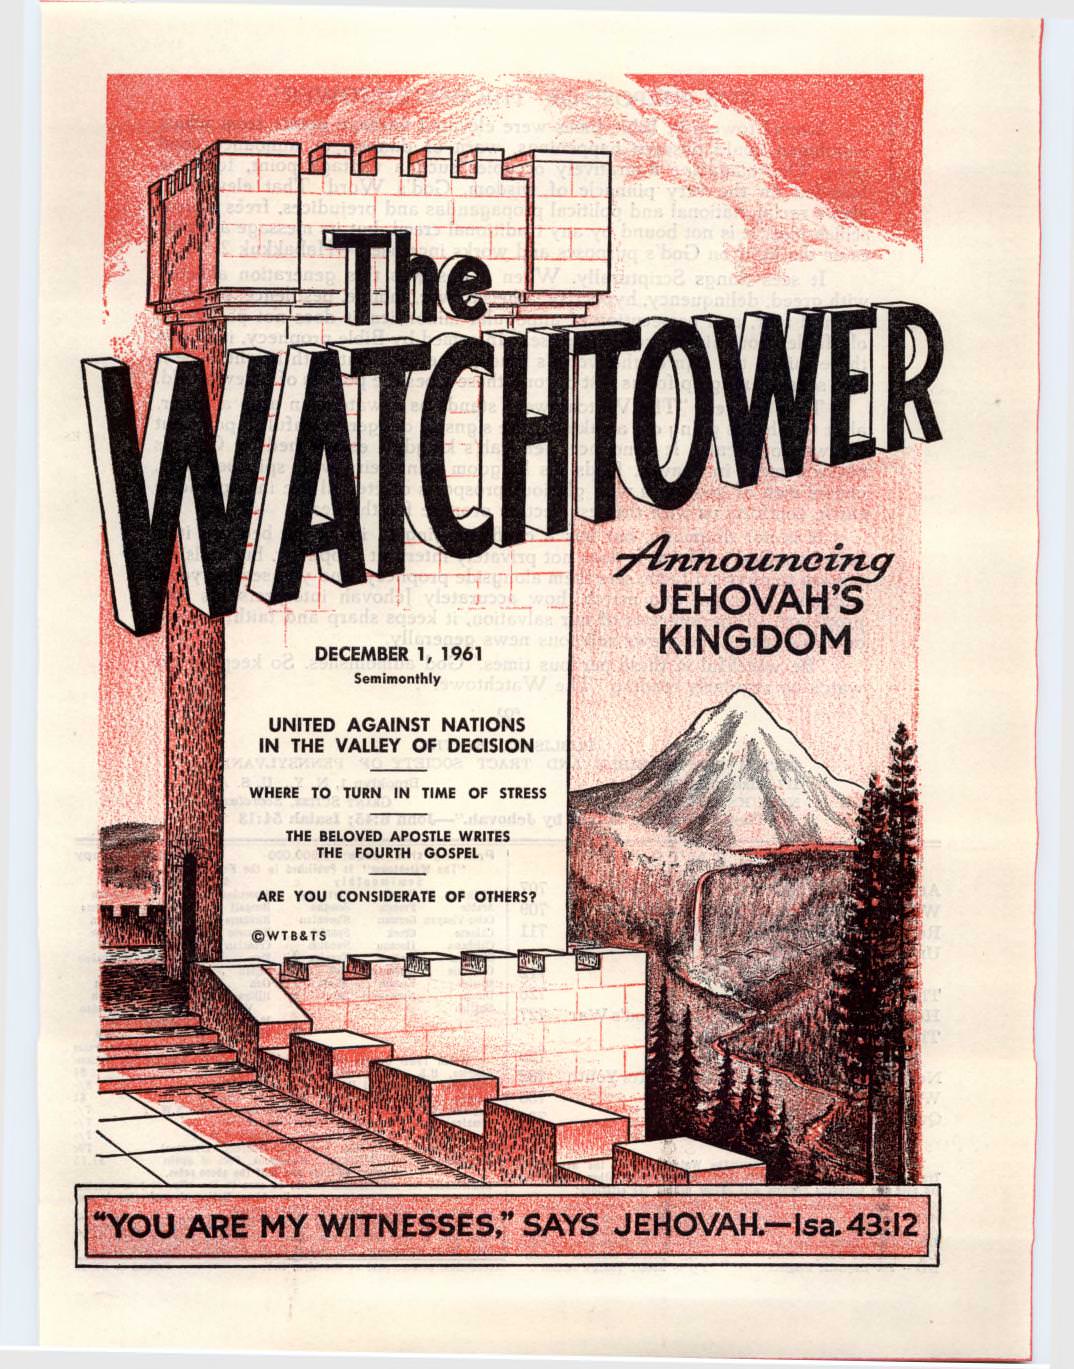 The
WATCHTOWER
Announcing
JEHOVAH'S
KINGDOM
DECEMBER 1, 1961
Semimonthly
UNITED AGAINST NATIONS
IN THE VALLEY OF DECISION
WHERE TO TURN IN TIME OF STRESS
THE BELOVED APOSTLE WRITES
THE FOURTH GOSPEL
ARE YOU CONSIDERATE OF OTHERS?
©WTB&TS
"YOU ARE MY WITNESSES," SAYS JEHOVAH.—Isa. 43:12